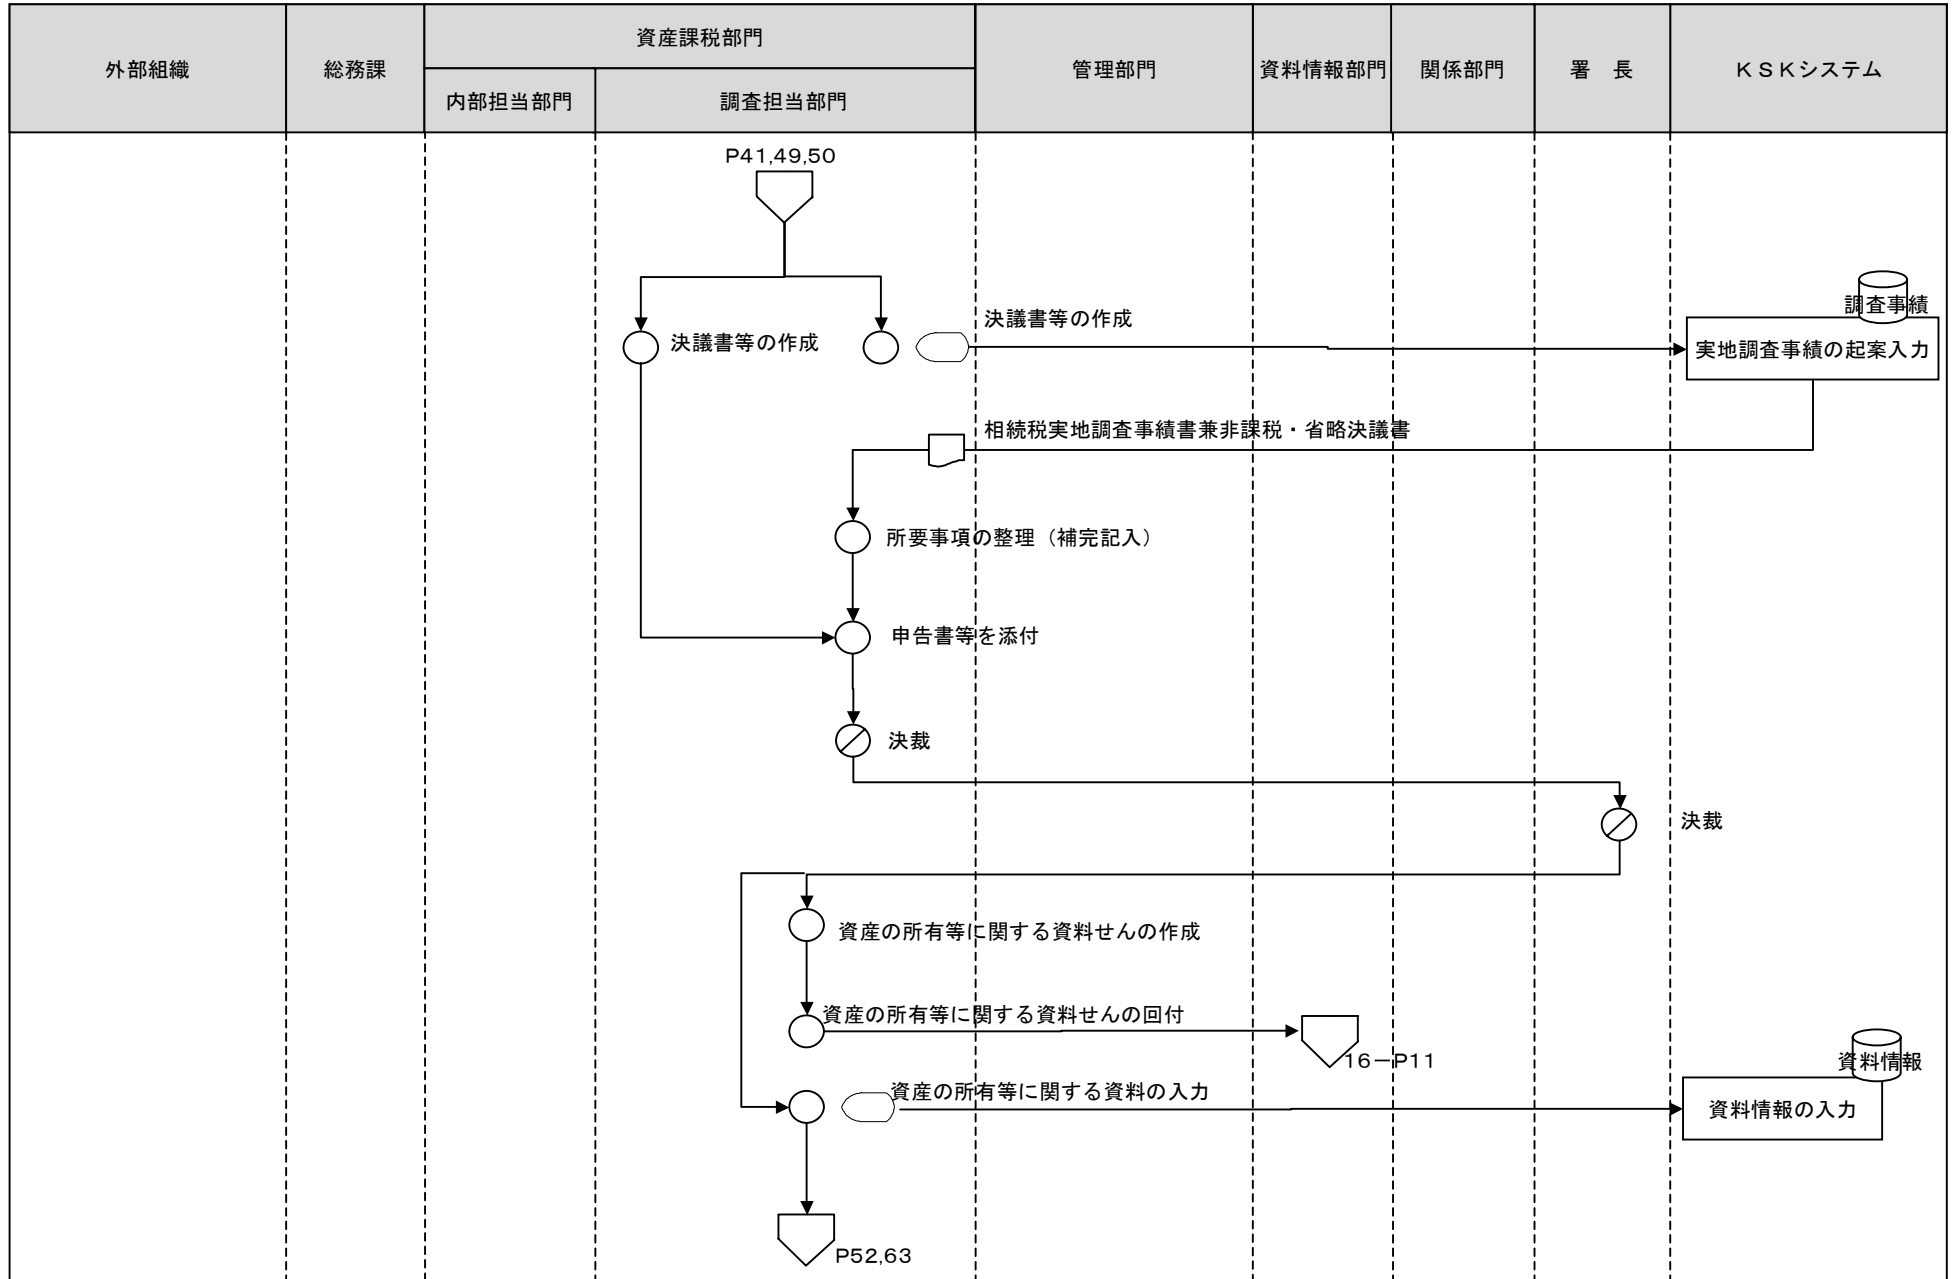 資産課税部門
外部組織
総務課
管理部門
資料情報部門
関係部門
署　長
ＫＳＫシステム
内部担当部門
調査担当部門
P41,49,50
調査事績
決議書等の作成
決議書等の作成
実地調査事績の起案入力
相続税実地調査事績書兼非課税・省略決議書
所要事項の整理（補完記入）
申告書等を添付
決裁
決裁
資産の所有等に関する資料せんの作成
資産の所有等に関する資料せんの回付
16－P11
資料情報
資産の所有等に関する資料の入力
資料情報の入力
P52,63